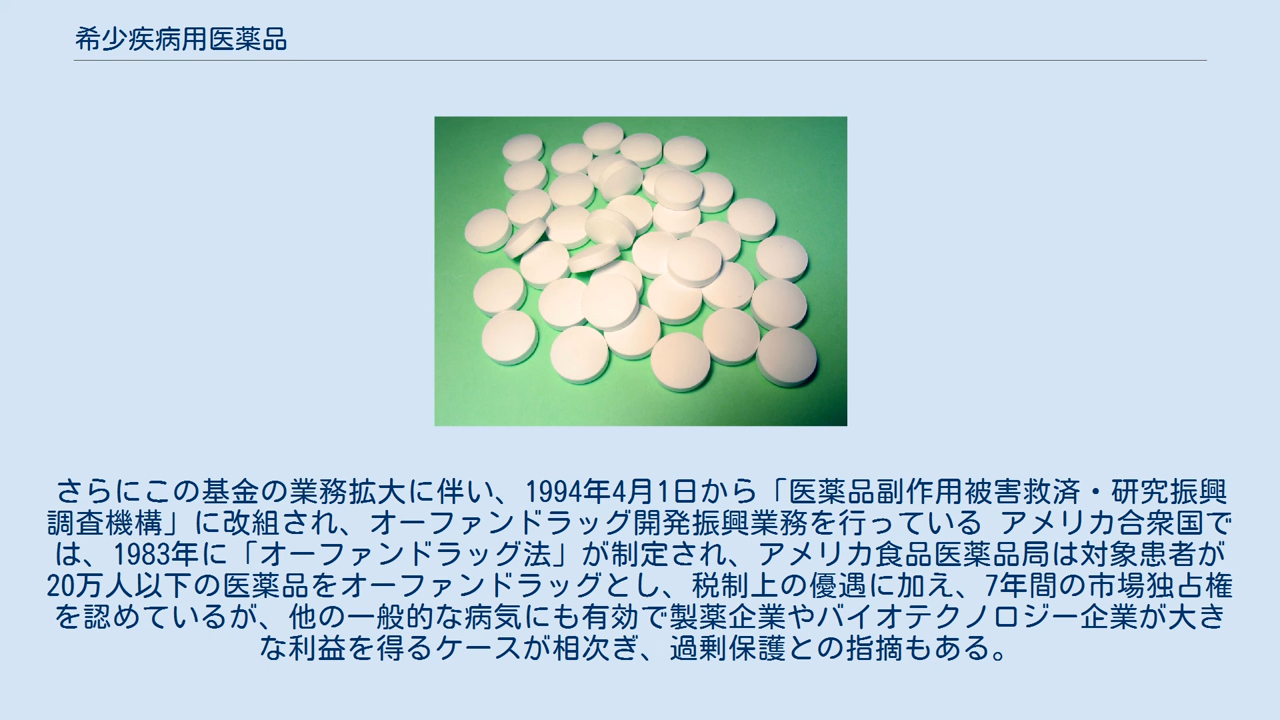 希少疾病用医薬品
さらにこの基金の業務拡大に伴い、1994年4月1日から「医薬品副作用被害救済・研究振興
調査機構」に改組され、オーファンドラッグ開発振興業務を行っている アメリカ合衆国で
は、1983年に「オーファンドラッグ法」が制定され、アメリカ食品医薬品局は対象患者が
20万人以下の医薬品をオーファンドラッグとし、税制上の優遇に加え、7年間の市場独占権
を認めているが、他の一般的な病気にも有効で製薬企業やバイオテクノロジー企業が大き
な利益を得るケースが相次ぎ、過剰保護との指摘もある。